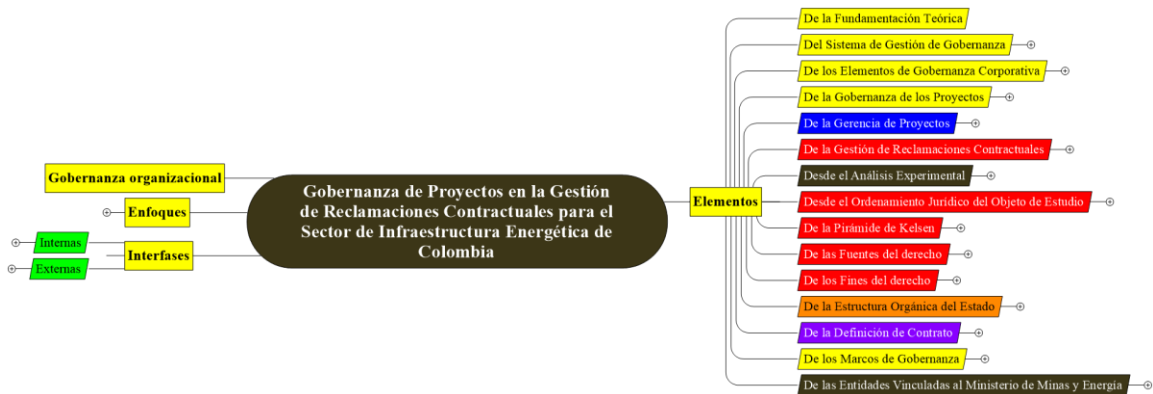 Gobernanza organizacional
Enfoques
Internas
Externas
Interfases
Gobernanza de Proyectos en la Gestión
de Reclamaciones Contractuales para el
Sector de Infraestructura Energética de
Colombia
Elementos
De la Fundamentación Teórica
Del Sistema de Gestión de Gobernanza
De los Elementos de Gobernanza Corporativa
De la Gobernanza de los Proyectos
De la Gerencia de Proyectos
De la Gestión de Reclamaciones Contractuales
Desde el Análisis Experimental
Desde el Ordenamiento Jurídico del Objeto de Estudio
De la Pirámide de Kelsen
De las Fuentes del derecho
De los Fines del derecho
De la Estructura Orgánica del Estado
De la Definición de Contrato
De los Marcos de Gobernanza
De las Entidades Vinculadas al Ministerio de Minas y Energía